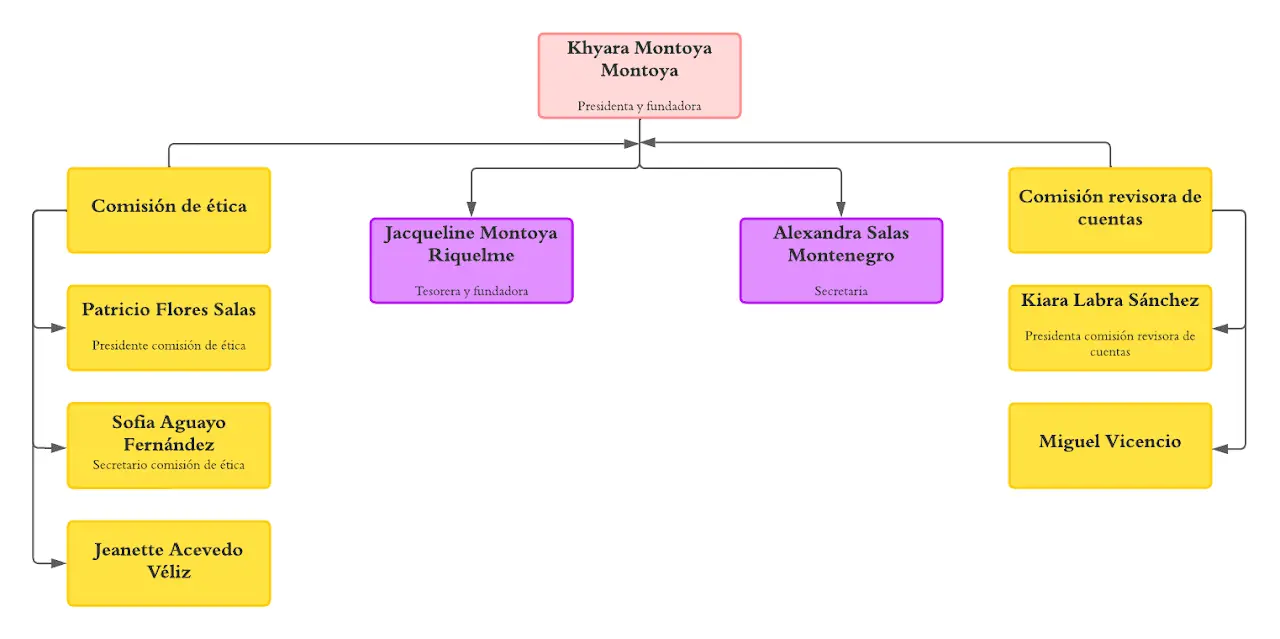 Khyara Montoya
Montoya
Presidenta y fundadora
Comisión de ética
Patricio Flores Salas
Presidente comisión de ética
Sofia Aguayo
Fernández
Secretario comisión de ética
Jeanette Acevedo
Véliz
Jacqueline Montoya
Riquelme
Tesorera y fundadora
Alexandra Salas
Montenegro
Secretaria
Comisión revisora de
cuentas
Kiara Labra Sánchez
Presidenta comisión revisora de
cuentas
Miguel Vicencio